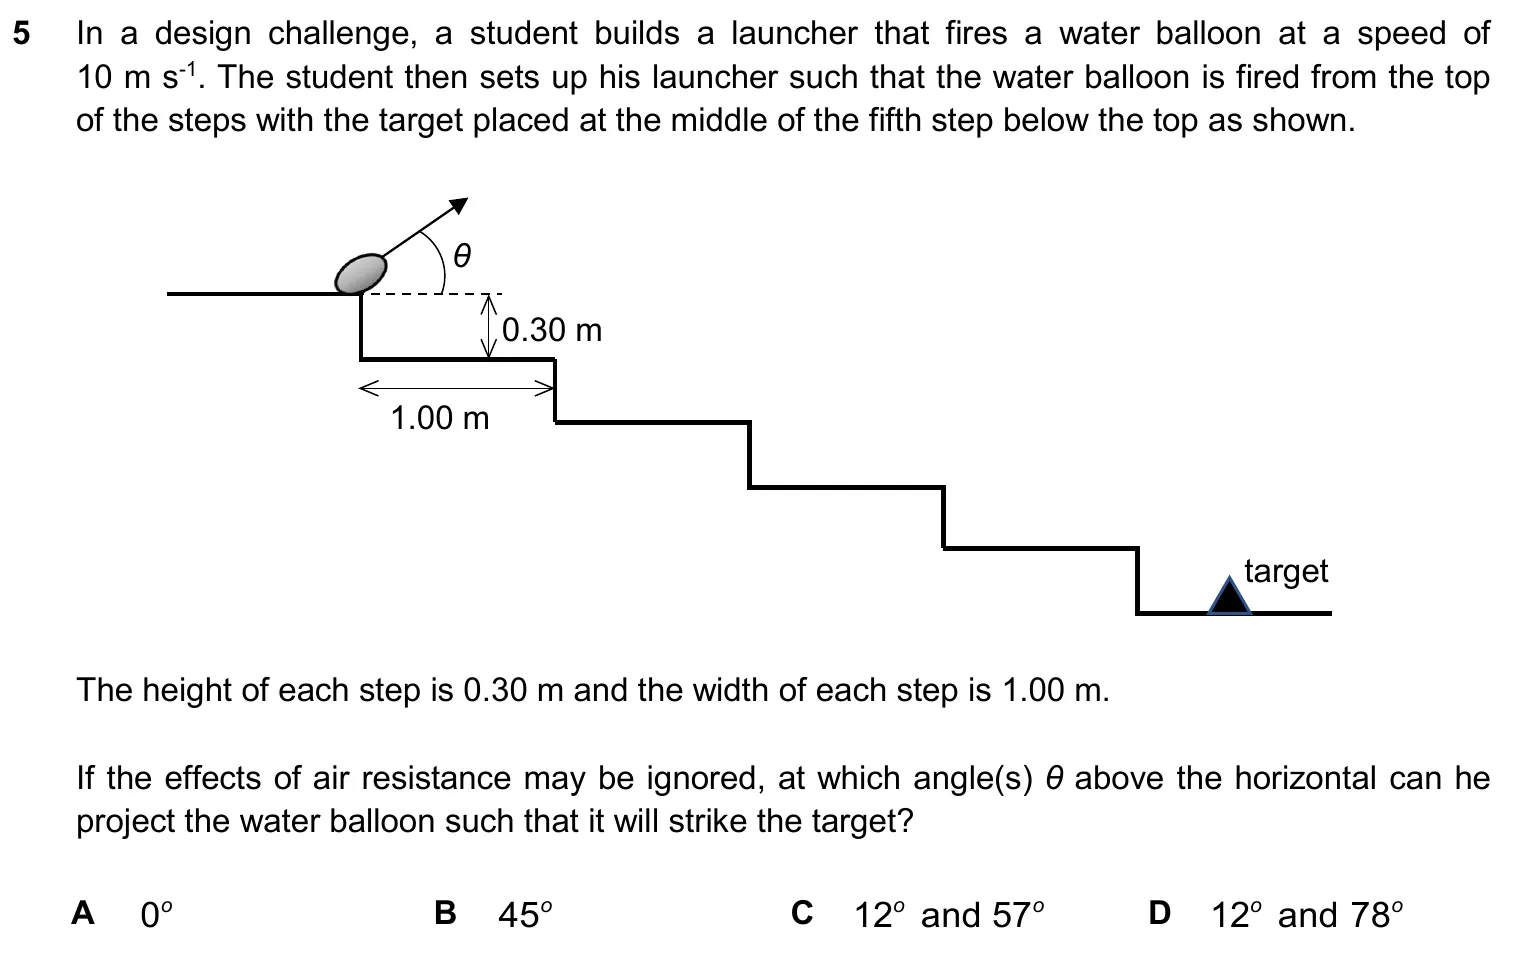 5 In a design challenge, a student builds a launcher that fires a water balloon at a speed of
10 m s⁻¹. The student then sets up his launcher such that the water balloon is fired from the top
of the steps with the target placed at the middle of the fifth step below the top as shown.
θ
0.30 m
1.00 m
target
The height of each step is 0.30 m and the width of each step is 1.00 m.
If the effects of air resistance may be ignored, at which angle(s) θ above the horizontal can he
project the water balloon such that it will strike the target?
A 0° B 45° C 12° and 57° D 12° and 78°